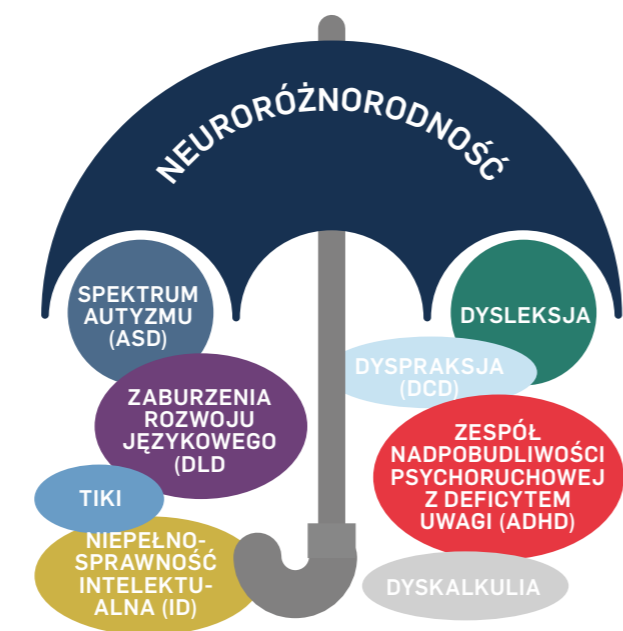 NEURORÓŻNORODNOŚĆ
SPEKTRUM
AUTYZMU
(ASD)
DYSLEKSJA
DYSPRAKSJA
(DCD)
ZABURZENIA
ROZWOJU
JĘZYKOWEGO
(DLD
ZESPÓŁ
NADPOBUDLIWOŚCI
PSYCHORUCHOWEJ
Z DEFICYTEM
UWAGI (ADHD)
TIKI
NIEPEŁNO-
SPRAWNOŚĆ
INTELEKTU-
ALNA (ID)
DYSKALKULIA